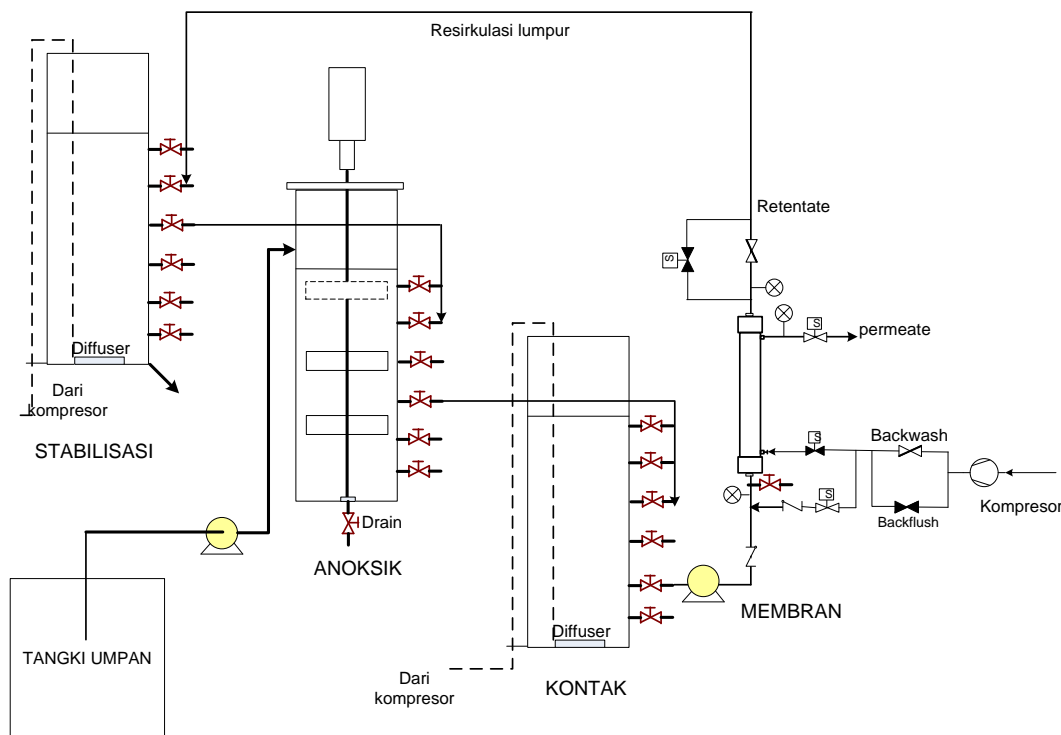 Resirkulasi lumpur
Retentate
S
S
permeate
Diffuser
Dari
kompresor
STABILISASI
S
Backwash
S
Kompresor
Backflush
Drain
ANOKSIK
MEMBRAN
TANGKI UMPAN
Diffuser
Dari
kompresor
KONTAK